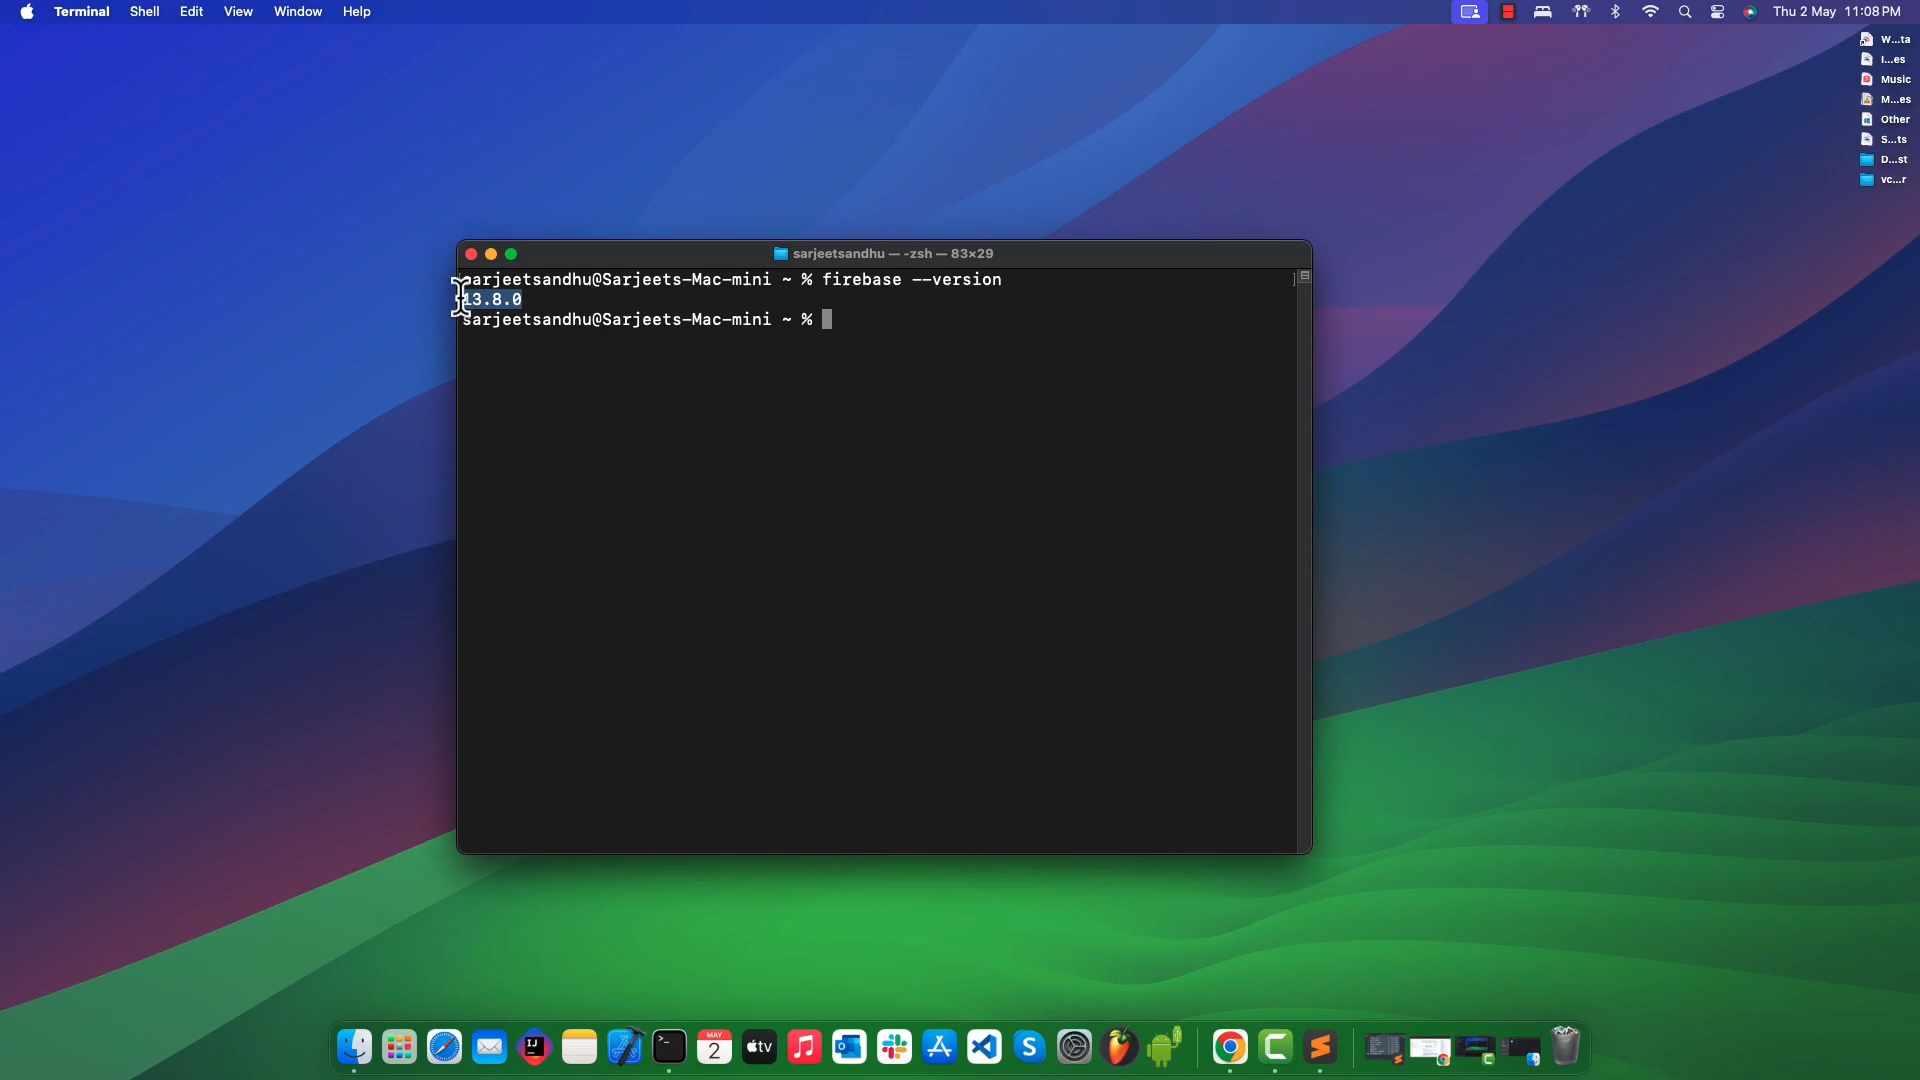 Terminal Shell Edit View Window Help
Thu 2 May 11:08 PM
W...ta
I...es
Music
M...es
Other
S...ts
D...st
vc...r
sarjeetsandhu — -zsh — 83×29
sarjeetsandhu@Sarjeets-Mac-mini ~ % firebase --version
13.8.0
sarjeetsandhu@Sarjeets-Mac-mini ~ %
MAY
2
tv
IJ